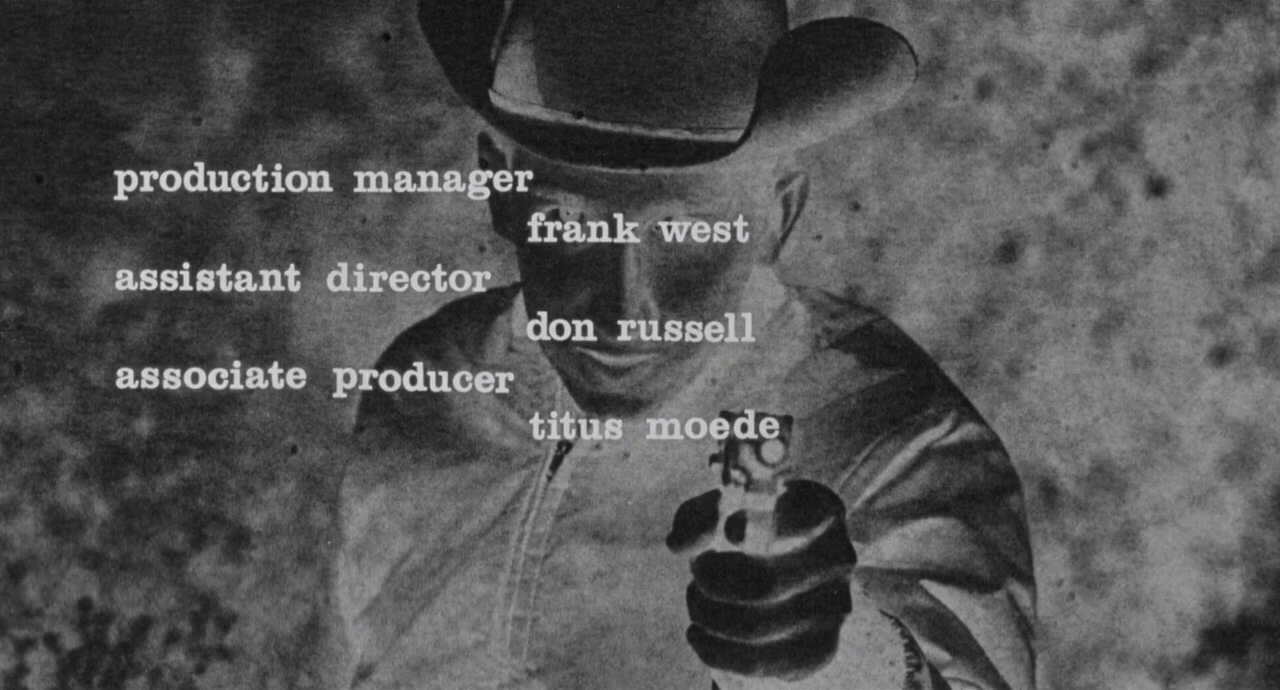 production manager
frank west
assistant director
don russell
associate producer
titus moede